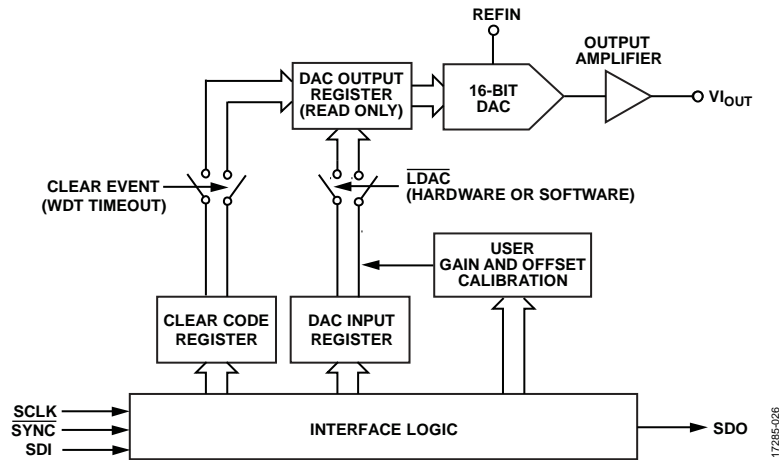 REFIN
OUTPUT
AMPLIFIER
DAC OUTPUT
REGISTER
(READ ONLY)
16-BIT
DAC
VIOUT
CLEAR EVENT
(WDT TIMEOUT)
LDAC
(HARDWARE OR SOFTWARE)
USER
GAIN AND OFFSET
CALIBRATION
CLEAR CODE
REGISTER
DAC INPUT
REGISTER
SCLK
SYNC
SDI
INTERFACE LOGIC
SDO
17285-026